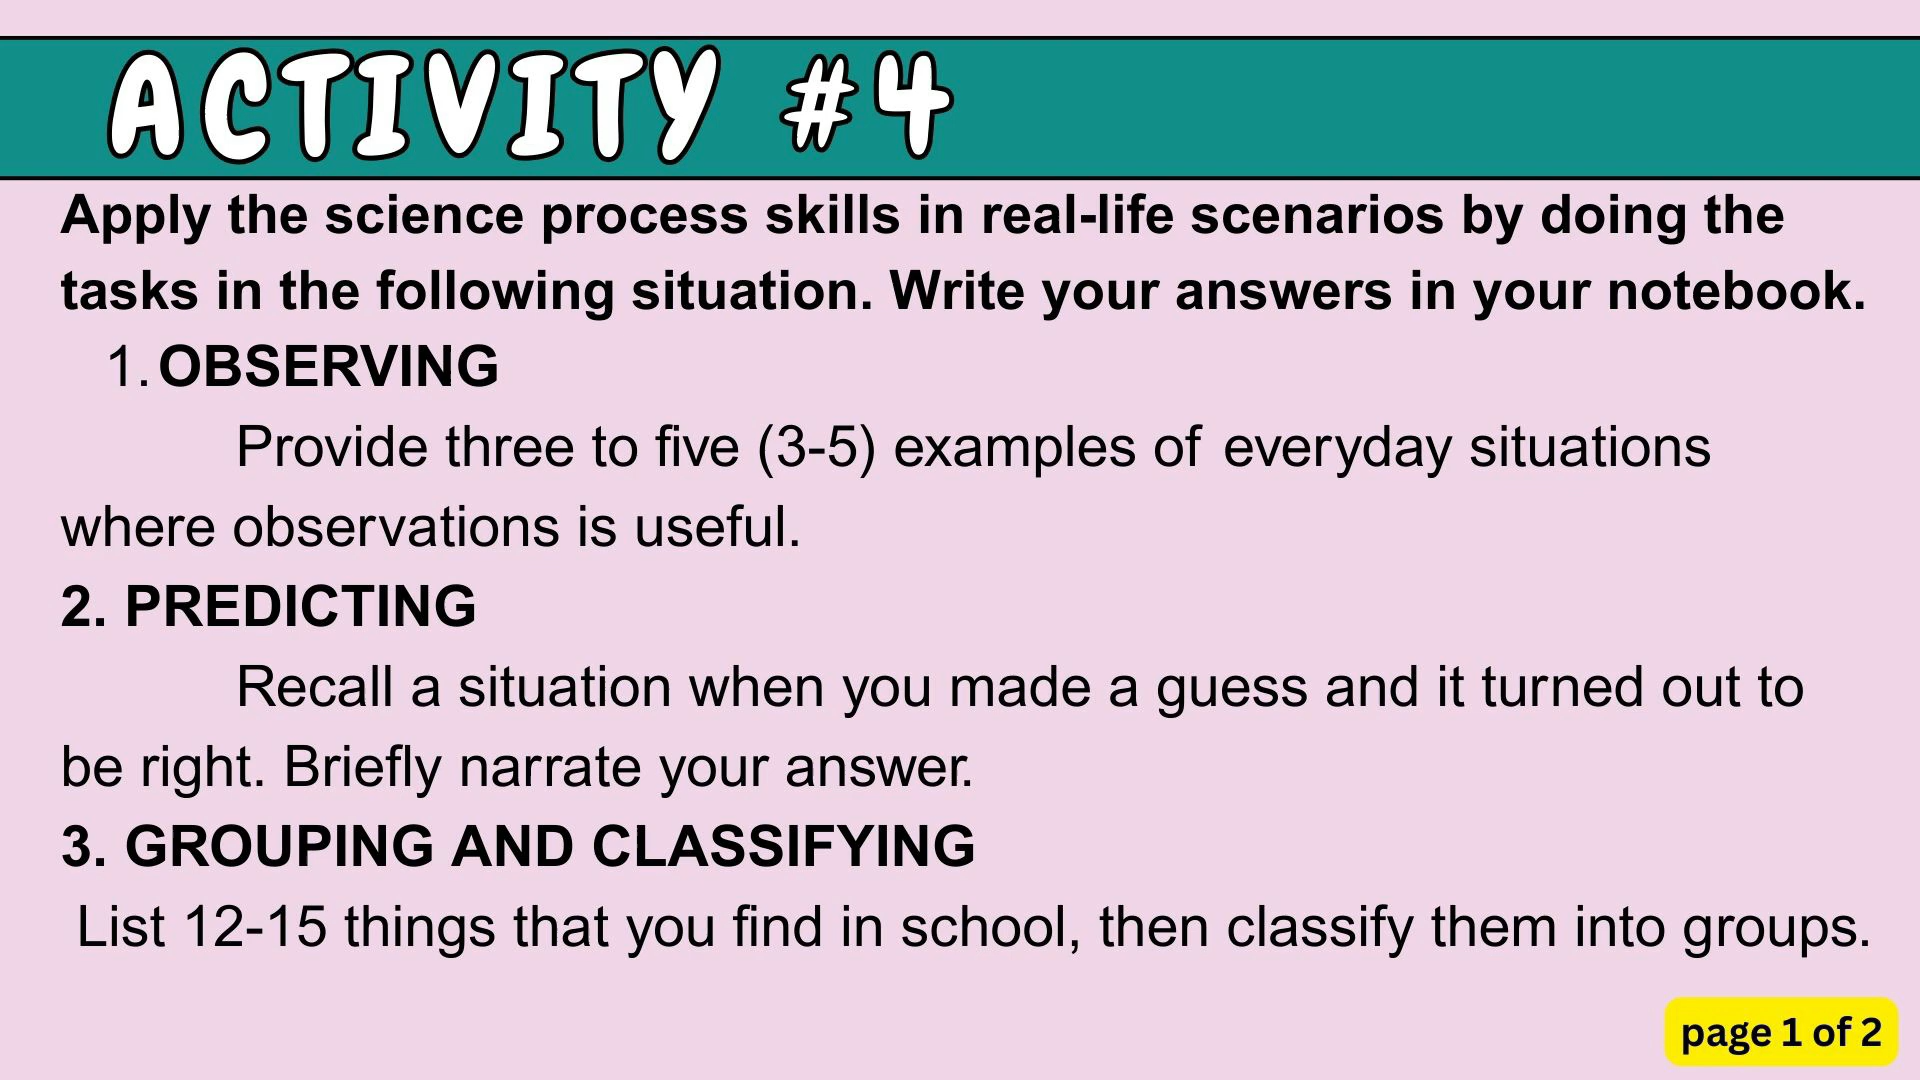 ACTIVITY #4
Apply the science process skills in real-life scenarios by doing the
tasks in the following situation. Write your answers in your notebook.
1. OBSERVING
Provide three to five (3-5) examples of everyday situations
where observations is useful.
2. PREDICTING
Recall a situation when you made a guess and it turned out to
be right. Briefly narrate your answer.
3. GROUPING AND CLASSIFYING
List 12-15 things that you find in school, then classify them into groups.
page 1 of 2